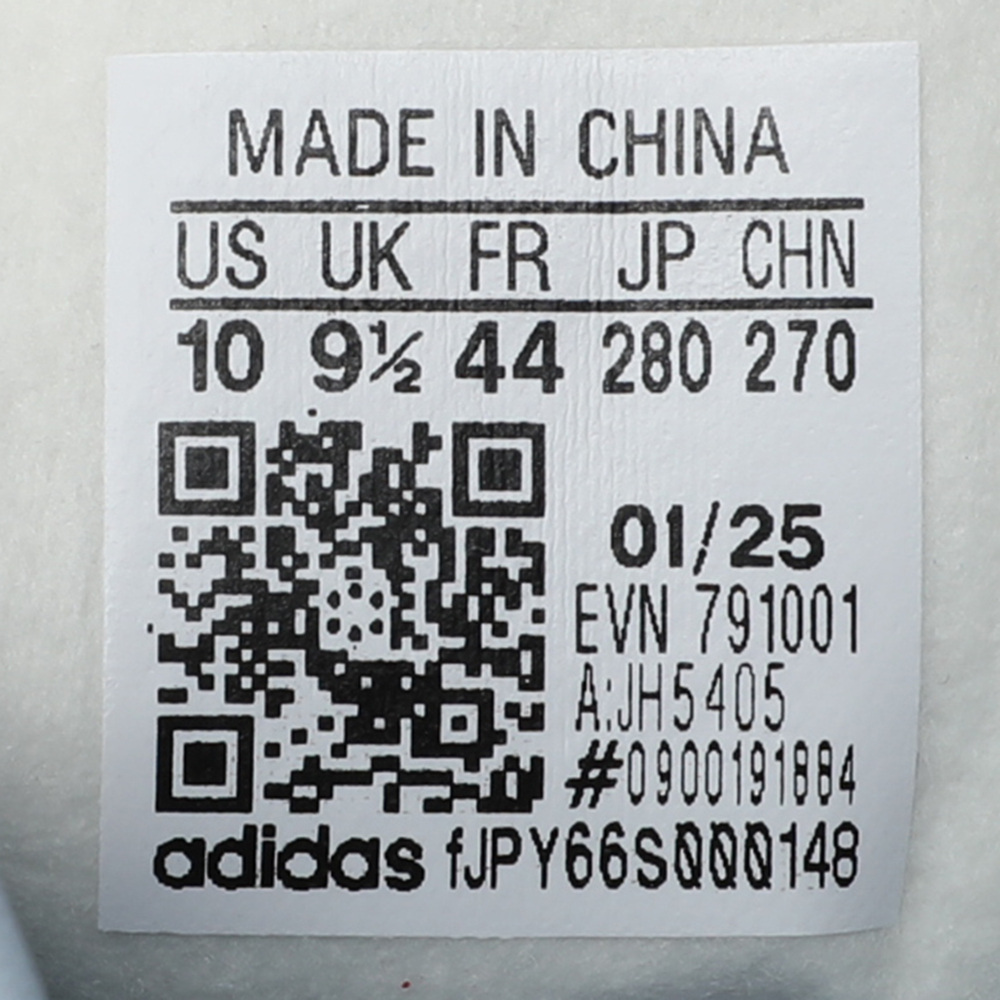 MADE IN CHINA
US UK FR JP CHN
10 9½ 44 280 270
01/25
EVN 791001
A:JH5405
#0900191884
adidas fJPY66S000148